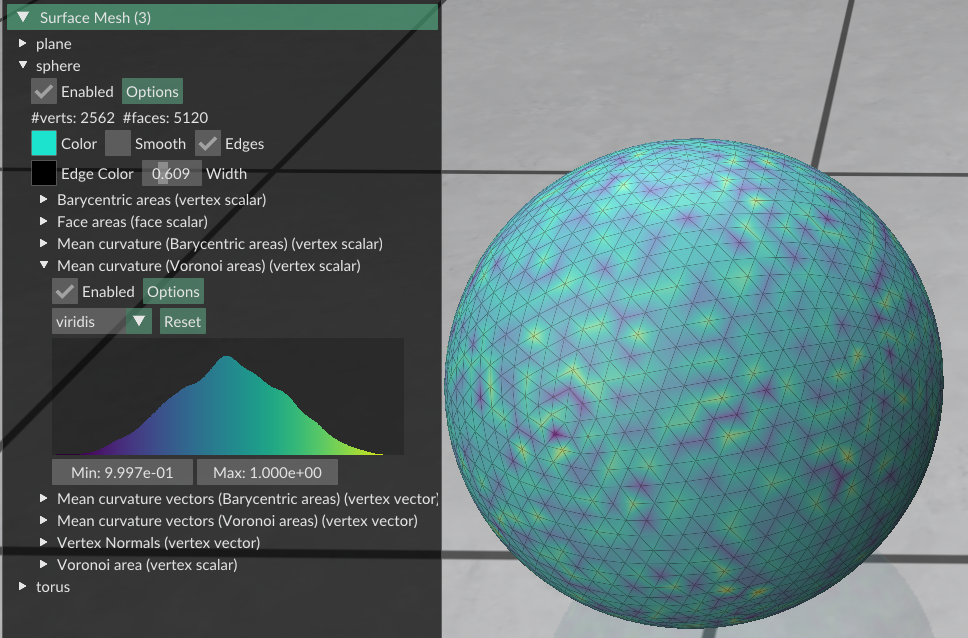 Surface Mesh (3)
plane
sphere
Enabled Options
#verts: 2562 #faces: 5120
Color Smooth Edges
Edge Color 0.609 Width
Barycentric areas (vertex scalar)
Face areas (face scalar)
Mean curvature (Barycentric areas) (vertex scalar)
Mean curvature (Voronoi areas) (vertex scalar)
Enabled Options
viridis Reset
Min: 9.997e-01 Max: 1.000e+00
Mean curvature vectors (Barycentric areas) (vertex vector)
Mean curvature vectors (Voronoi areas) (vertex vector)
Vertex Normals (vertex vector)
Voronoi area (vertex scalar)
torus